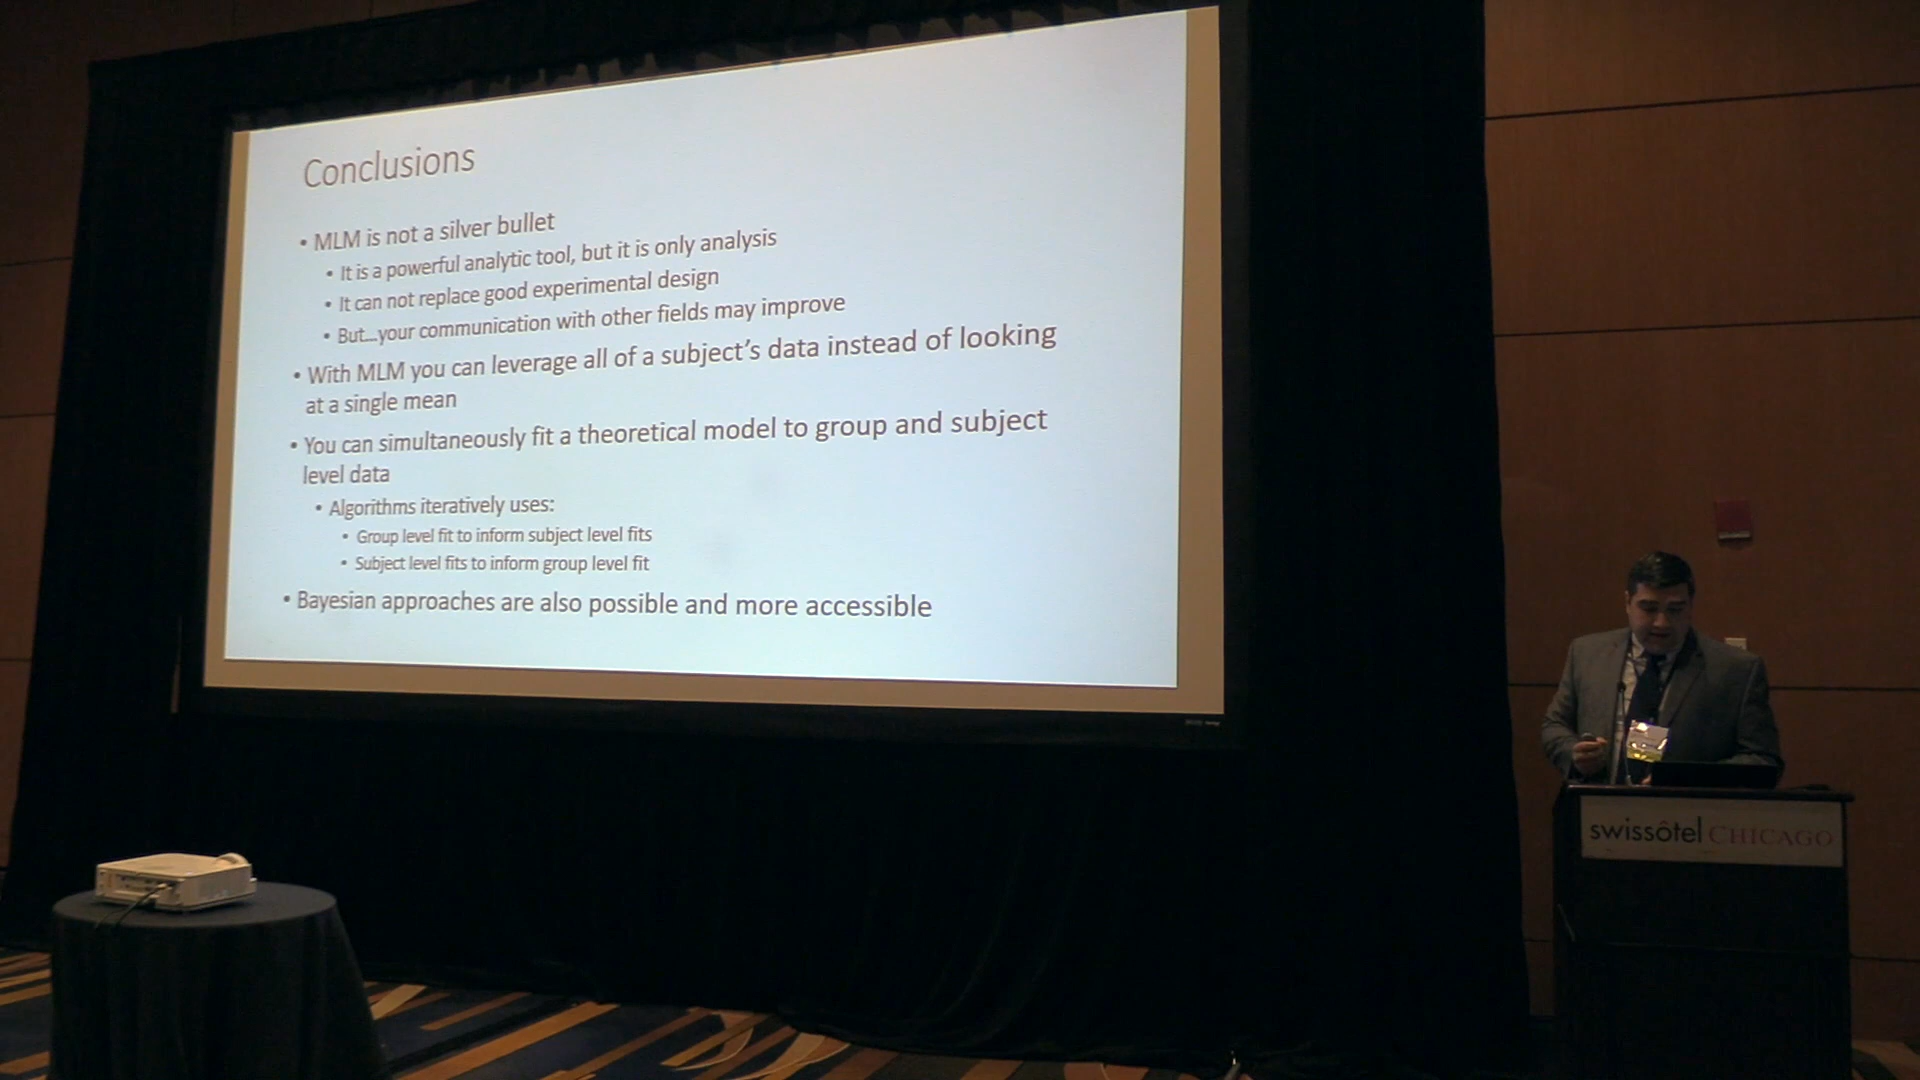 Conclusions
• MLM is not a silver bullet
• It is a powerful analytic tool, but it is only analysis
• It can not replace good experimental design
• But...your communication with other fields may improve
• With MLM you can leverage all of a subject's data instead of looking
at a single mean
• You can simultaneously fit a theoretical model to group and subject
level data
• Algorithms iteratively uses:
• Group level fit to inform subject level fits
• Subject level fits to inform group level fit
• Bayesian approaches are also possible and more accessible
swissôtel CHICAGO